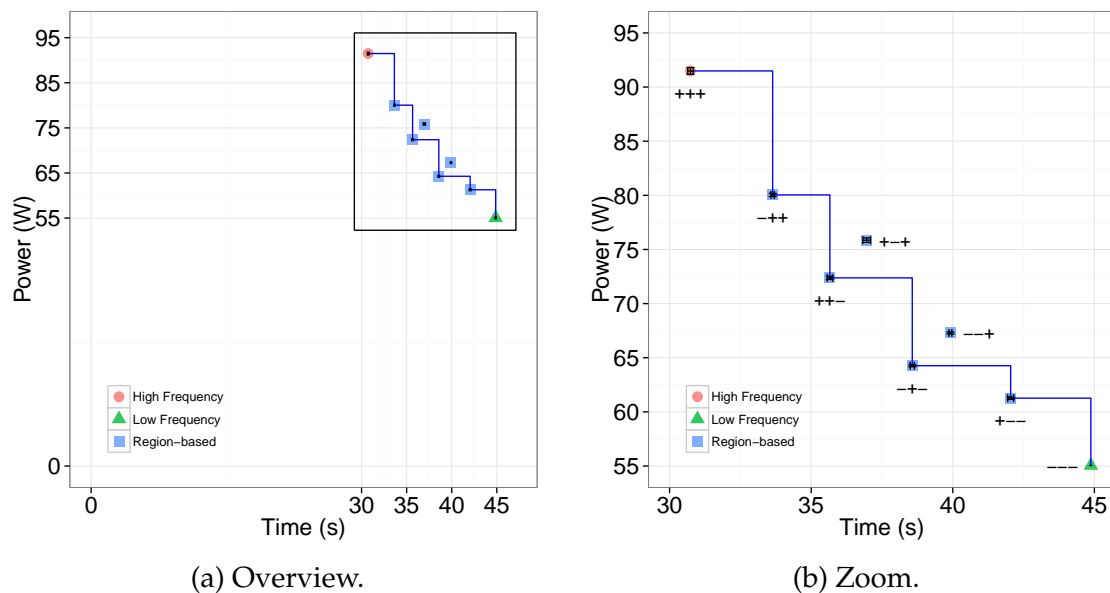 95
85
75
65
55
0
Power (W)
High Frequency
Low Frequency
Region−based
0
30
35
40
45
Time (s)
(a) Overview.
95
90
85
80
75
70
65
60
55
Power (W)
+++
−++
+−+
++−
−−+
−+−
+−−
−−−
High Frequency
Low Frequency
Region−based
30
35
40
45
Time (s)
(b) Zoom.